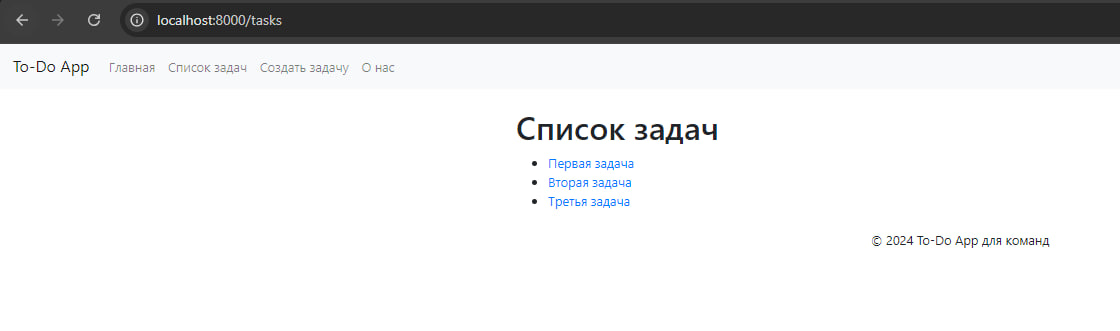 localhost:8000/tasks
To-Do App Главная Список задач Создать задачу О нас
Список задач
Первая задача
Вторая задача
Третья задача
© 2024 To-Do App для команд